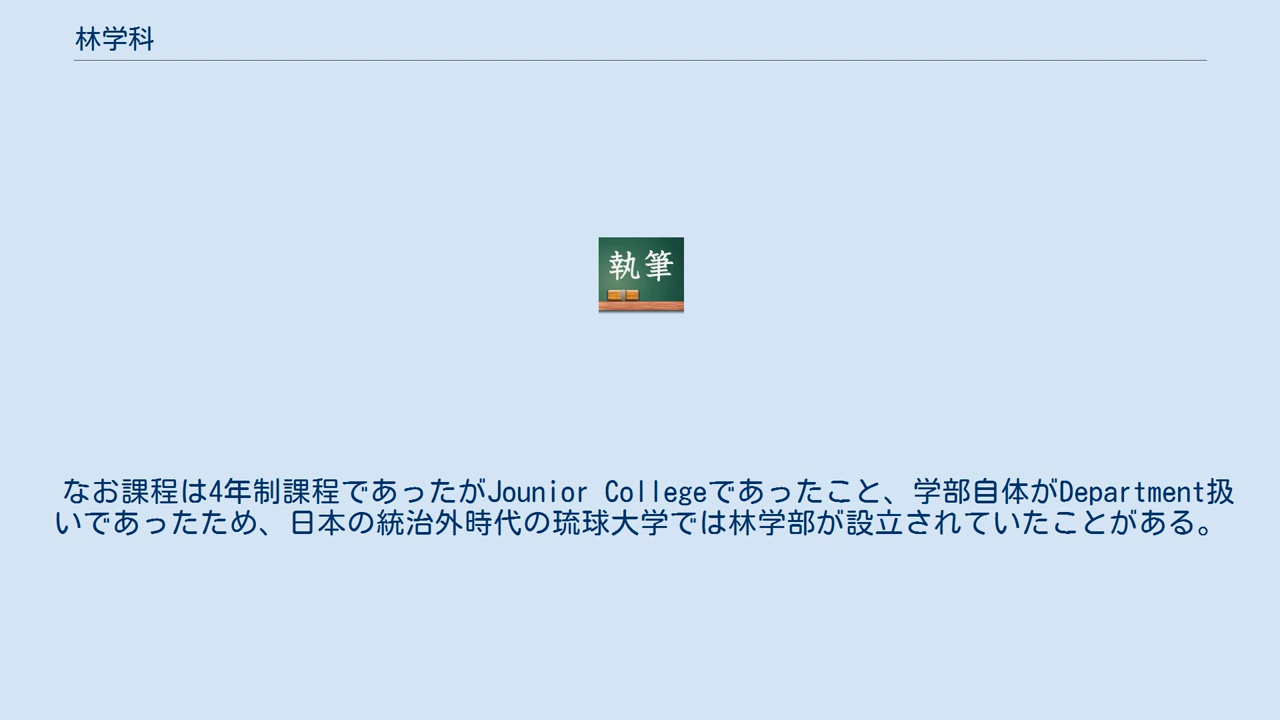 林学科
執筆
なお課程は4年制課程であったがJounior Collegeであったこと、学部自体がDepartment扱
いであったため、日本の統治外時代の琉球大学では林学部が設立されていたことがある。